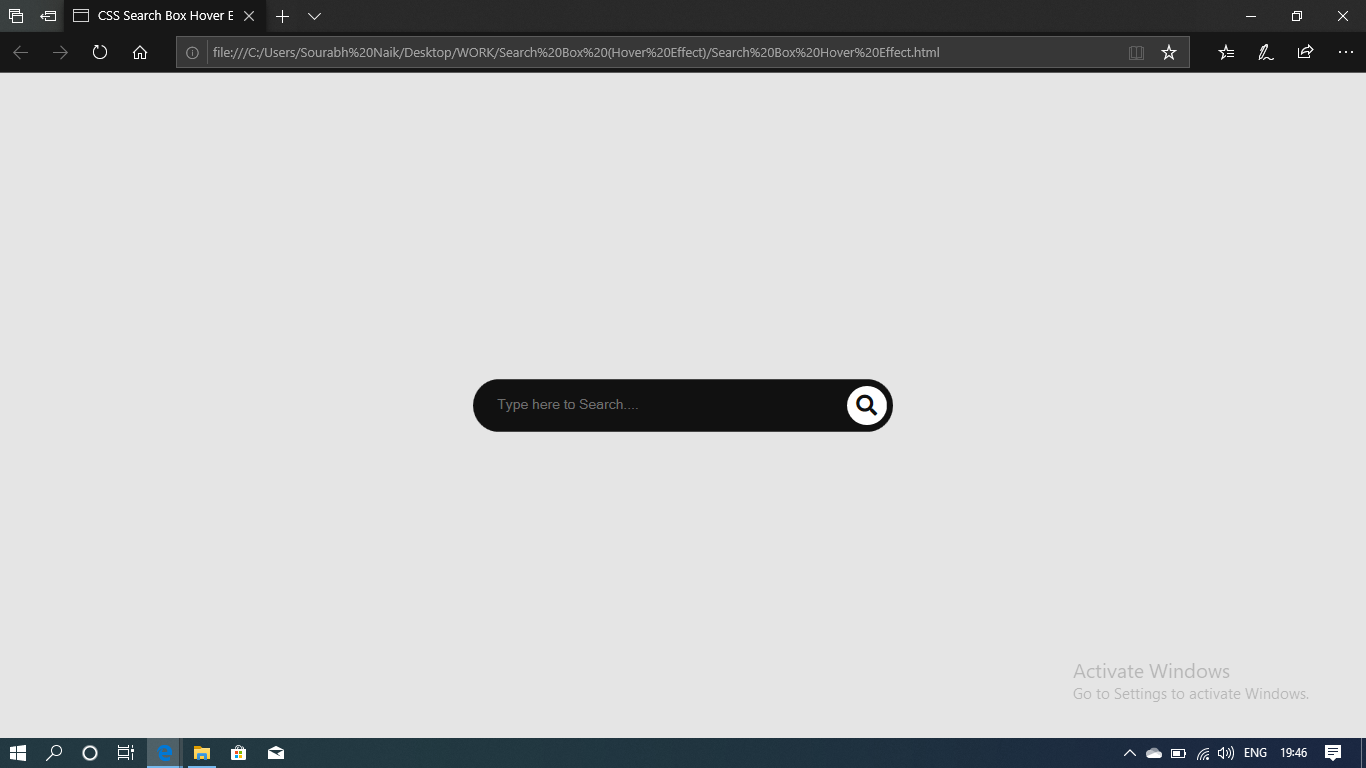 CSS Search Box Hover E
file:///C:/Users/Sourabh%20Naik/Desktop/WORK/Search%20Box%20(Hover%20Effect)/Search%20Box%20Hover%20Effect.html
Type here to Search....
Activate Windows
Go to Settings to activate Windows.
ENG 19:46